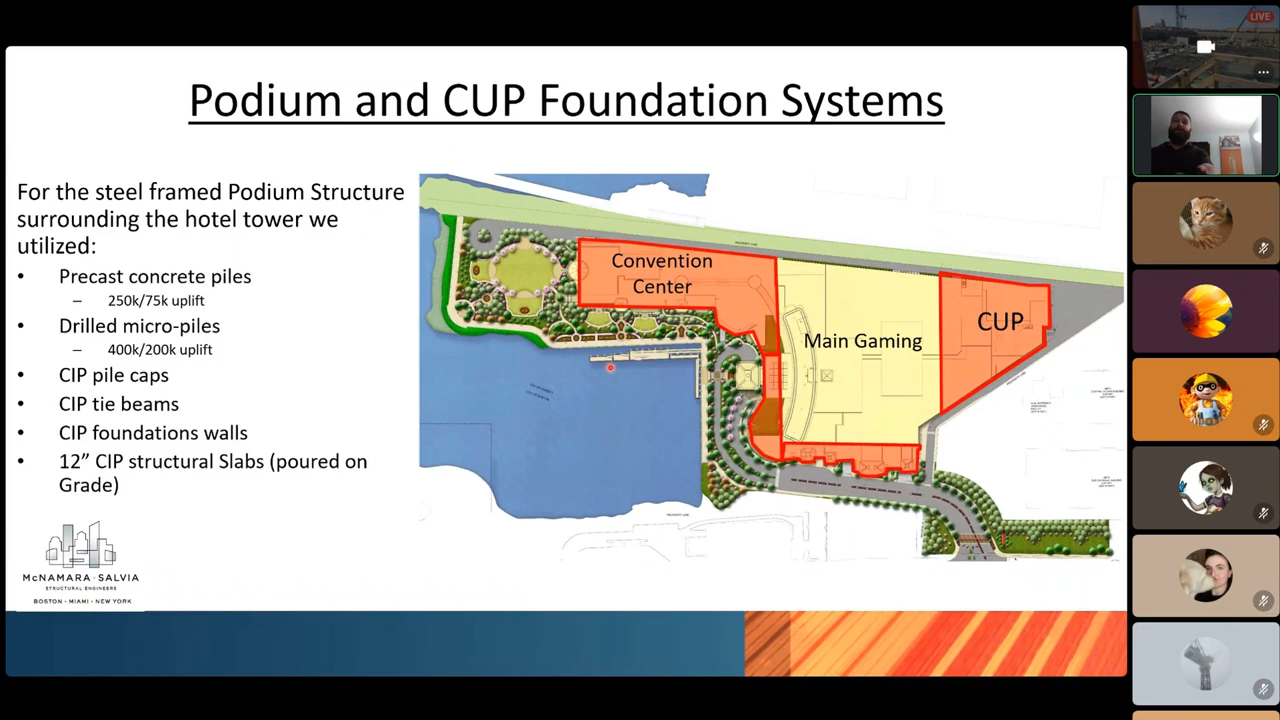 LIVE
Podium and CUP Foundation Systems
For the steel framed Podium Structure
surrounding the hotel tower we
utilized:
• Precast concrete piles
– 250k/75k uplift
• Drilled micro-piles
– 400k/200k uplift
• CIP pile caps
• CIP tie beams
• CIP foundations walls
• 12” CIP structural Slabs (poured on
Grade)
Convention
Center
Main Gaming
CUP
McNAMARA · SALVIA
STRUCTURAL ENGINEERS
BOSTON · MIAMI · NEW YORK